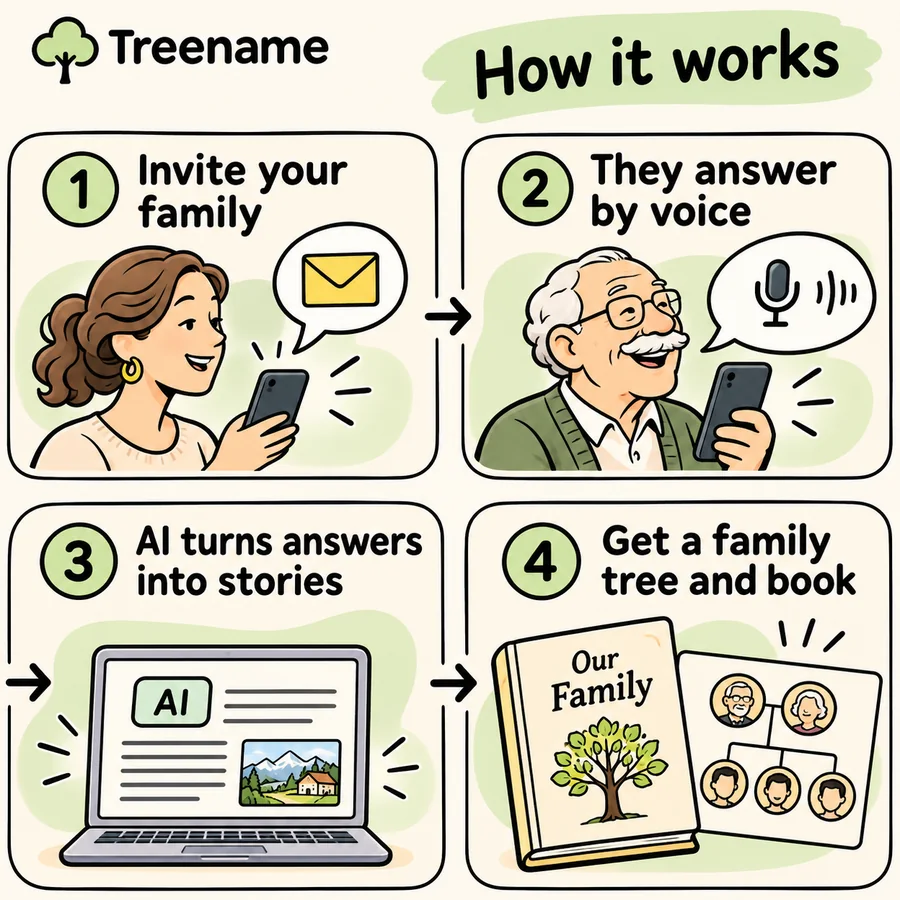 Treename
How it works
1
Invite your
family
2
They answer
by voice
3
AI turns answers
into stories
AI
4
Get a family
tree and book
Our
Family